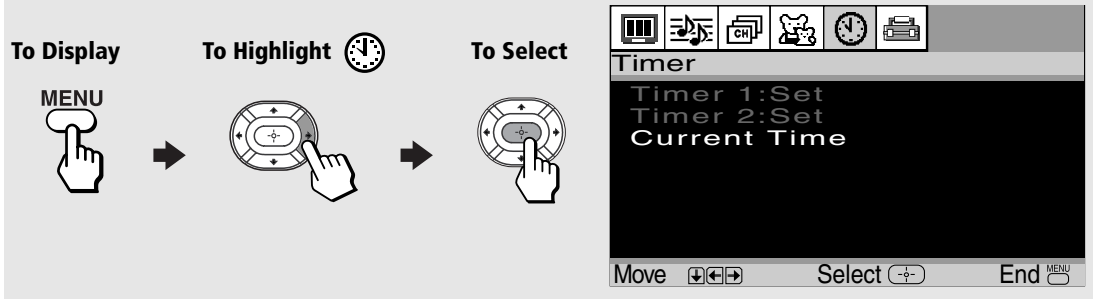 To Display
To Highlight
To Select
MENU
CH
Timer
Timer 1:Set
Timer 2:Set
Current Time
Move Select End MENU